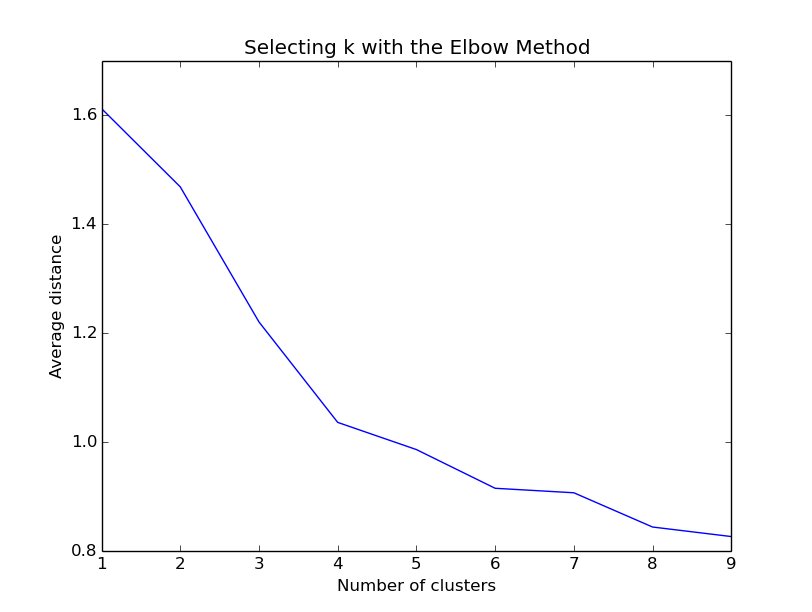 Selecting k with the Elbow Method
1.6
1.4
1.2
1.0
0.8
Average distance
1 2 3 4 5 6 7 8 9
Number of clusters